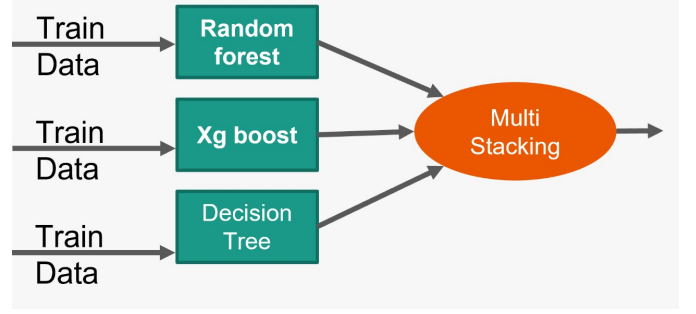 Train
Data
Random
forest
Train
Data
Xg boost
Multi
Stacking
Train
Data
Decision
Tree